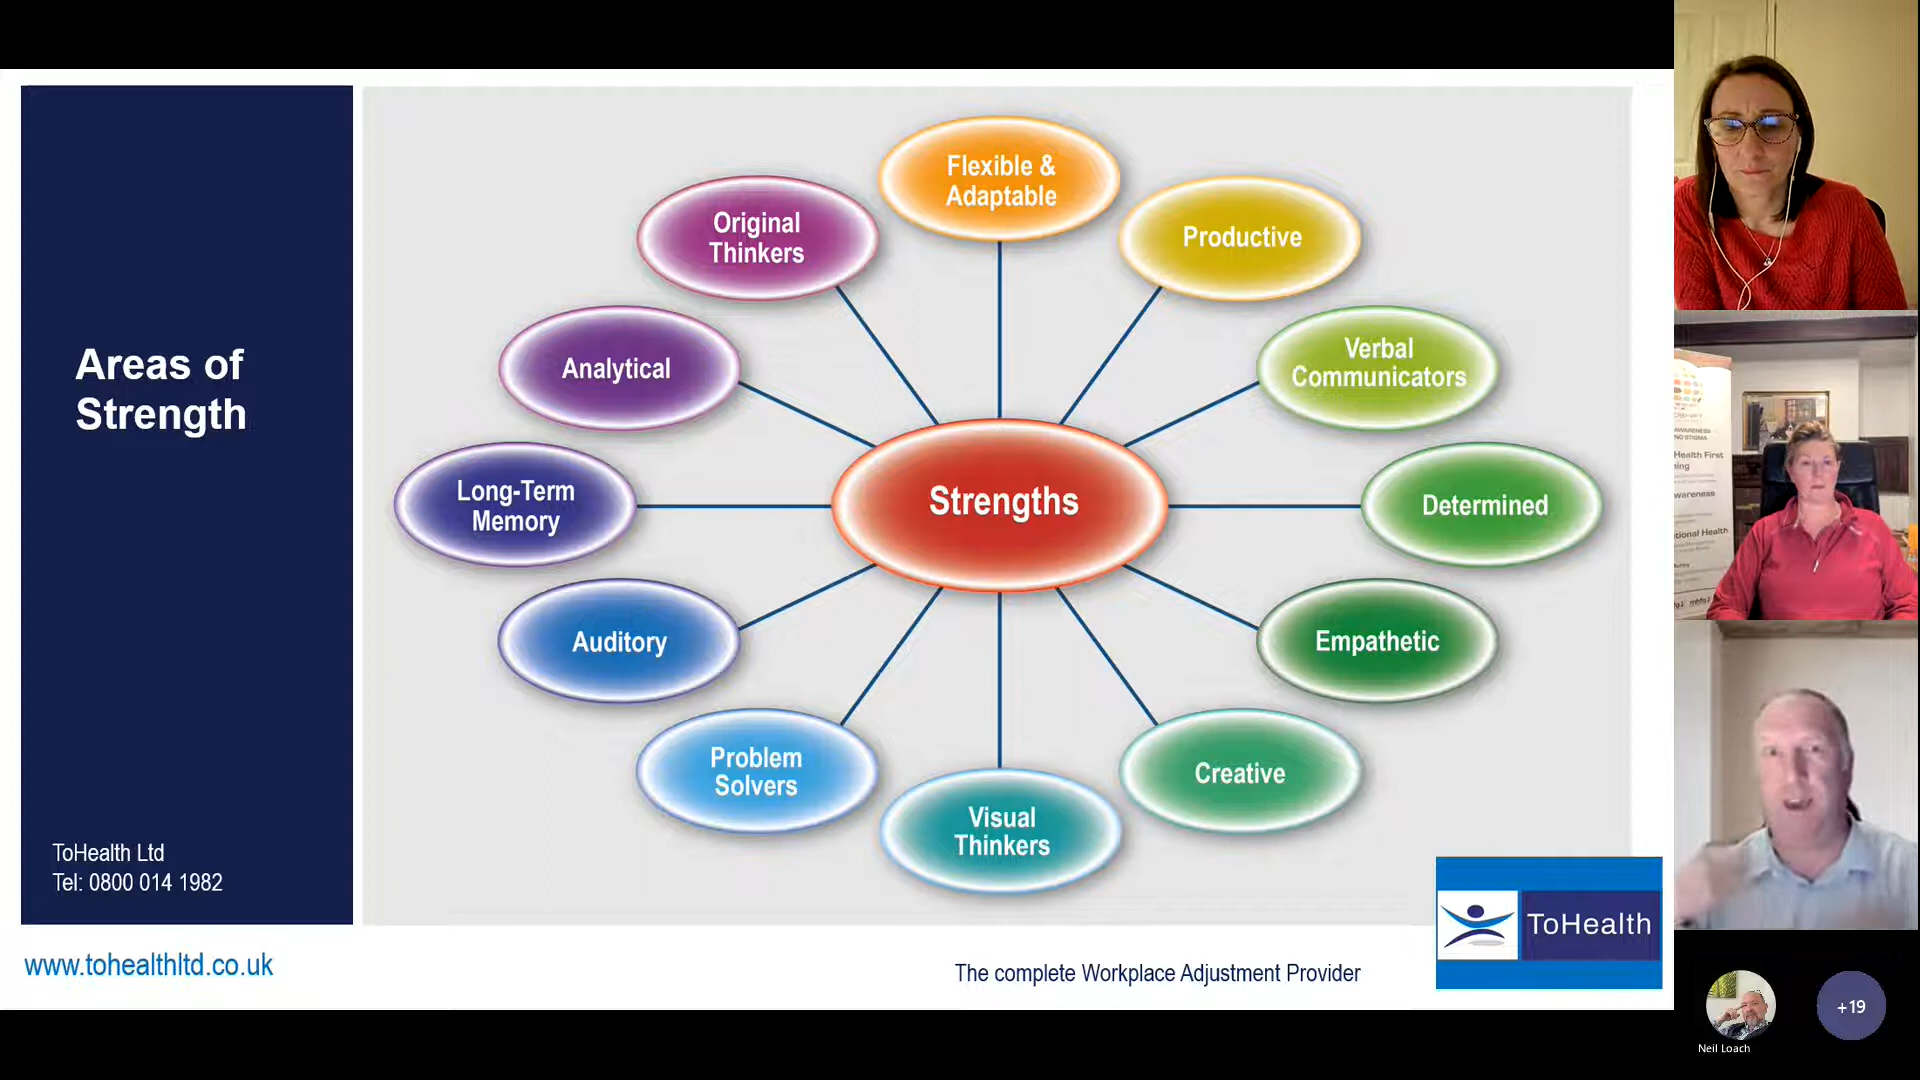 Areas of
Strength
ToHealth Ltd
Tel: 0800 014 1982
www.tohealthltd.co.uk
Flexible &
Adaptable
Productive
Verbal
Communicators
Determined
Empathetic
Creative
Visual
Thinkers
Problem
Solvers
Auditory
Long-Term
Memory
Analytical
Original
Thinkers
Strengths
The complete Workplace Adjustment Provider
ToHealth
Health First
Neil Loach
+19